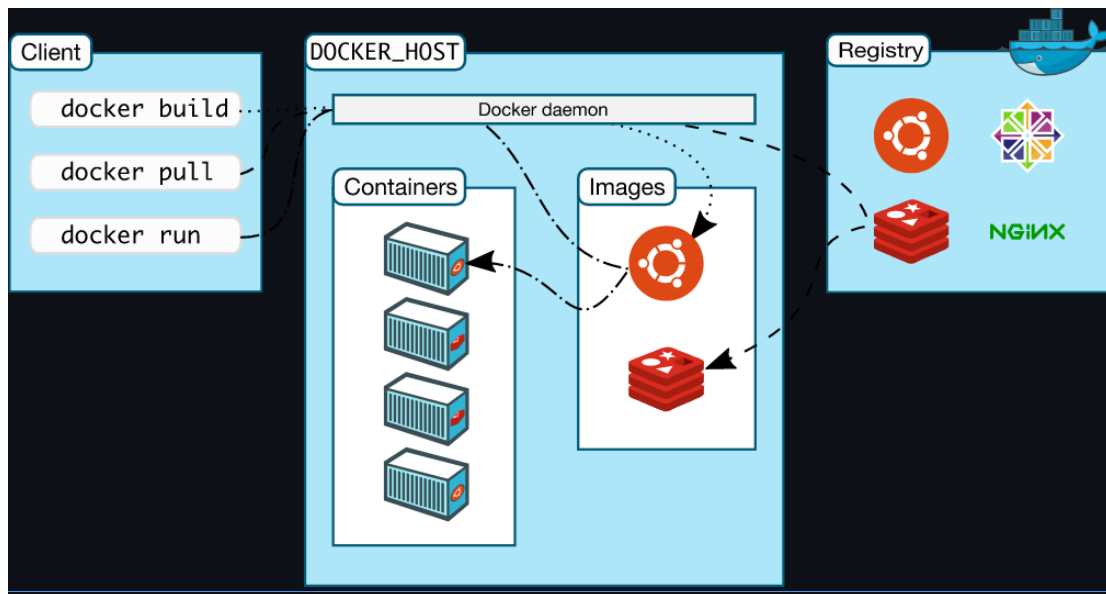 Client
docker build
docker pull
docker run
DOCKER_HOST
Docker daemon
Containers
Images
Registry
NGiNX